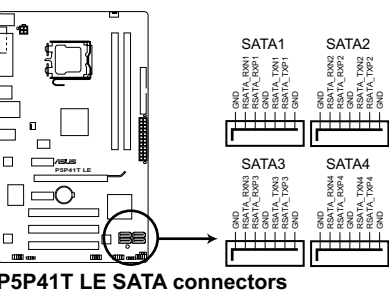 SATA1
SATA2
GND
RSATA_RXN1
RSATA_RXP1
GND
RSATA_TXN1
RSATA_TXP1
GND
GND
RSATA_RXN2
RSATA_RXP2
GND
RSATA_TXN2
RSATA_TXP2
GND
/SUS
P5P41T LE
SATA3
SATA4
GND
RSATA_RXN3
RSATA_RXP3
GND
RSATA_TXN3
RSATA_TXP3
GND
GND
RSATA_RXN4
RSATA_RXP4
GND
RSATA_TXN4
RSATA_TXP4
GND
P5P41T LE SATA connectors